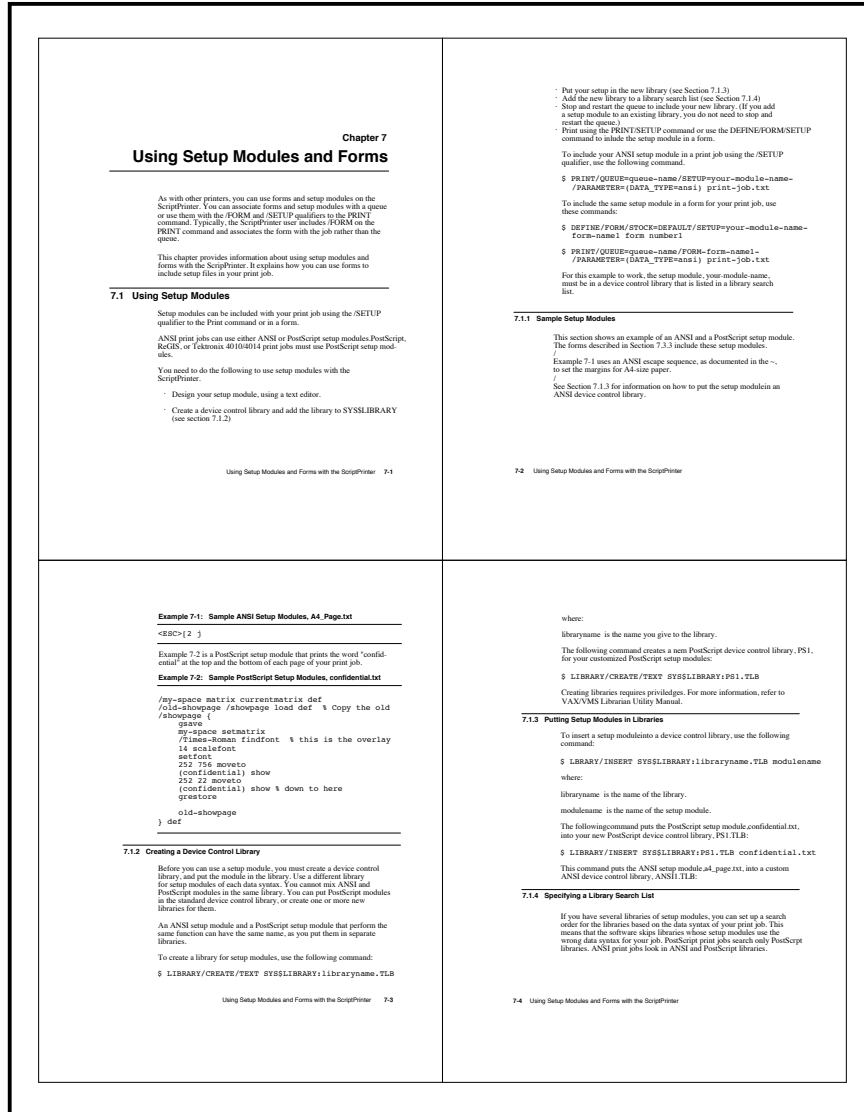 Chapter 7
Using Setup Modules and Forms
As with other printers, you can use forms and setup modules on the
ScriptPrinter. You can associate forms and setup modules with a queue
or use them with the /FORM and /SETUP qualifiers to the PRINT
command. Typically, the ScriptPrinter user includes /FORM on the
PRINT command and associates the form with the job rather than the
queue.
This chapter provides information about using setup modules and
forms with the ScripPrinter. It explains how you can use forms to
include setup files in your print job.
7.1 Using Setup Modules
Setup modules can be included with your print job using the /SETUP
qualifier to the Print command or in a form.
ANSI print jobs can use either ANSI or PostScript setup modules.PostScript,
ReGIS, or Tektronix 4010/4014 print jobs must use PostScript setup mod-
ules.
You need to do the following to use setup modules with the
ScriptPrinter.
· Design your setup module, using a text editor.
· Create a device control library and add the library to SYS$LIBRARY
(see section 7.1.2)
Using Setup Modules and Forms with the ScriptPrinter 7-1
· Put your setup in the new library (see Section 7.1.3)
· Add the new library to a library search list (see Section 7.1.4)
· Stop and restart the queue to include your new library. (If you add
a setup module to an existing library, you do not need to stop and
restart the queue.)
· Print using the PRINT/SETUP command or use the DEFINE/FORM/SETUP
command to inlude the setup module in a form.
To include your ANSI setup module in a print job using the /SETUP
qualifier, use the following command.
$ PRINT/QUEUE=queue-name/SETUP=your-module-name-
/PARAMETER=(DATA_TYPE=ansi) print-job.txt
To include the same setup module in a form for your print job, use
these commands:
$ DEFINE/FORM/STOCK=DEFAULT/SETUP=your-module-name-
form-name1 form number1
$ PRINT/QUEUE=queue-name/FORM-form-name1-
/PARAMETER=(DATA_TYPE=ansi) print-job.txt
For this example to work, the setup module, your-module-name,
must be in a device control library that is listed in a library search
list.
7.1.1 Sample Setup Modules
This section shows an example of an ANSI and a PostScript setup module.
The forms described in Section 7.3.3 include these setup modules.
/
Example 7-1 uses an ANSI escape sequence, as documented in the ~,
to set the margins for A4-size paper.
/
See Section 7.1.3 for information on how to put the setup modulein an
ANSI device control library.
7-2 Using Setup Modules and Forms with the ScriptPrinter
Example 7-1: Sample ANSI Setup Modules, A4_Page.txt
<ESC>[2 j
Example 7-2 is a PostScript setup module that prints the word "confid-
ential" at the top and the bottom of each page of your print job.
Example 7-2: Sample PostScript Setup Modules, confidential.txt
/my-space matrix currentmatrix def
/old-showpage /showpage load def % Copy the old
/showpage {
gsave
my-space setmatrix
/Times-Roman findfont % this is the overlay
14 scalefont
setfont
252 756 moveto
(confidential) show
252 22 moveto
(confidential) show % down to here
grestore
old-showpage
} def
7.1.2 Creating a Device Control Library
Before you can use a setup module, you must create a device control
library, and put the module in the library. Use a different library
for setup modules of each data syntax. You cannot mix ANSI and
PostScript modules in the same library. You can put PostScript modules
in the standard device control library, or create one or more new
libraries for them.
An ANSI setup module and a PostScript setup module that perform the
same function can have the same name, as you put them in separate
libraries.
To create a library for setup modules, use the following command:
$ LIBRARY/CREATE/TEXT SYS$LIBRARY:libraryname.TLB
Using Setup Modules and Forms with the ScriptPrinter 7-3
where:
libraryname is the name you give to the library.
The following command creates a nem PostScript device control library, PS1,
for your customized PostScript setup modules:
$ LIBRARY/CREATE/TEXT SYS$LIBRARY:PS1.TLB
Creating libraries requires priviledges. For more information, refer to
VAX/VMS Librarian Utility Manual.
7.1.3 Putting Setup Modules in Libraries
To insert a setup moduleinto a device control library, use the following
command:
$ LBRARY/INSERT SYS$LIBRARY:libraryname.TLB modulename
where:
libraryname is the name of the library.
modulename is the name of the setup module.
The followingcommand puts the PostScript setup module,confidential.txt,
into your new PostScript device control library, PS1.TLB:
$ LIBRARY/INSERT SYS$LIBRARY:PS1.TLB confidential.txt
This command puts the ANSI setup module,a4_page.txt, into a custom
ANSI device control library, ANSI1.TLB:
7.1.4 Specifying a Library Search List
If you have several libraries of setup modules, you can set up a search
order for the libraries based on the data syntax of your print job. This
means that the software skips libraries whose setup modules use the
wrong data syntax for your job. PostScript print jobs search only PostScrpt
libraries. ANSI print jobs look in ANSI and PostScript libraries.
7-4 Using Setup Modules and Forms with the ScriptPrinter